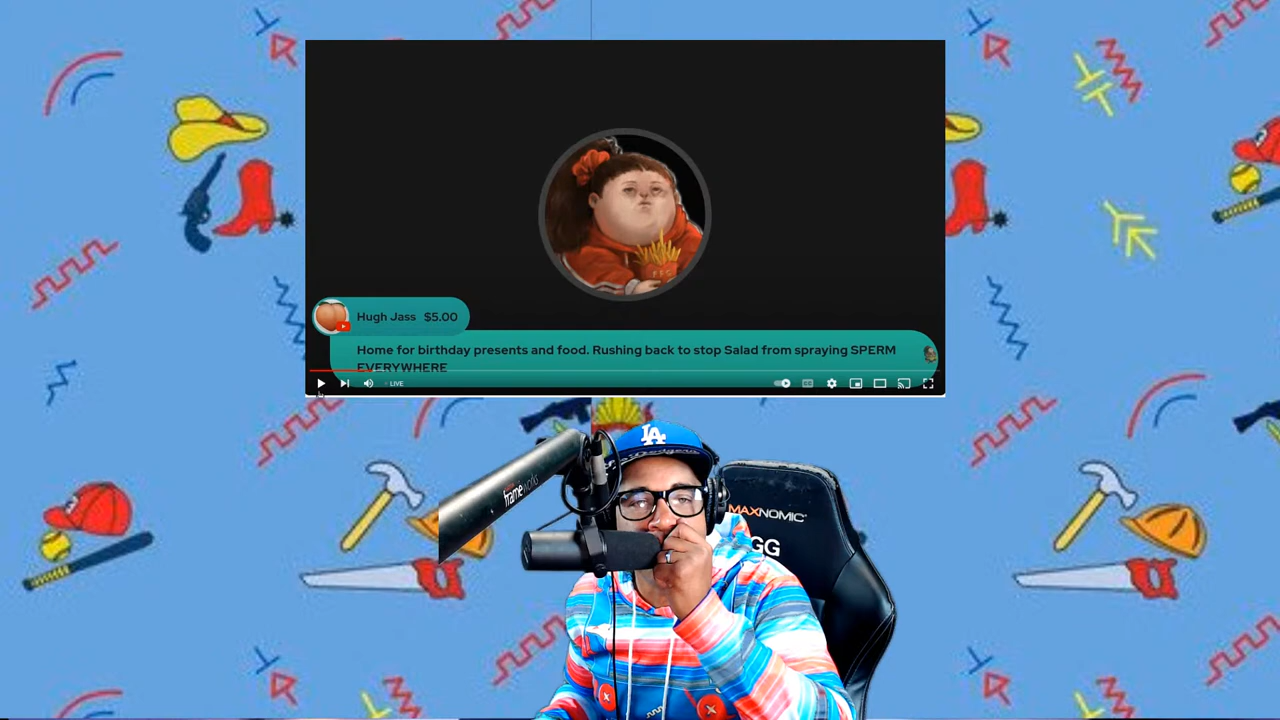 Hugh Jass $5.00
Home for birthday presents and food. Rushing back to stop Salad from spraying SPERM
EVERYWHERE
LIVE
LA
Dodgers
frameworks
MAXNOMIC
GG